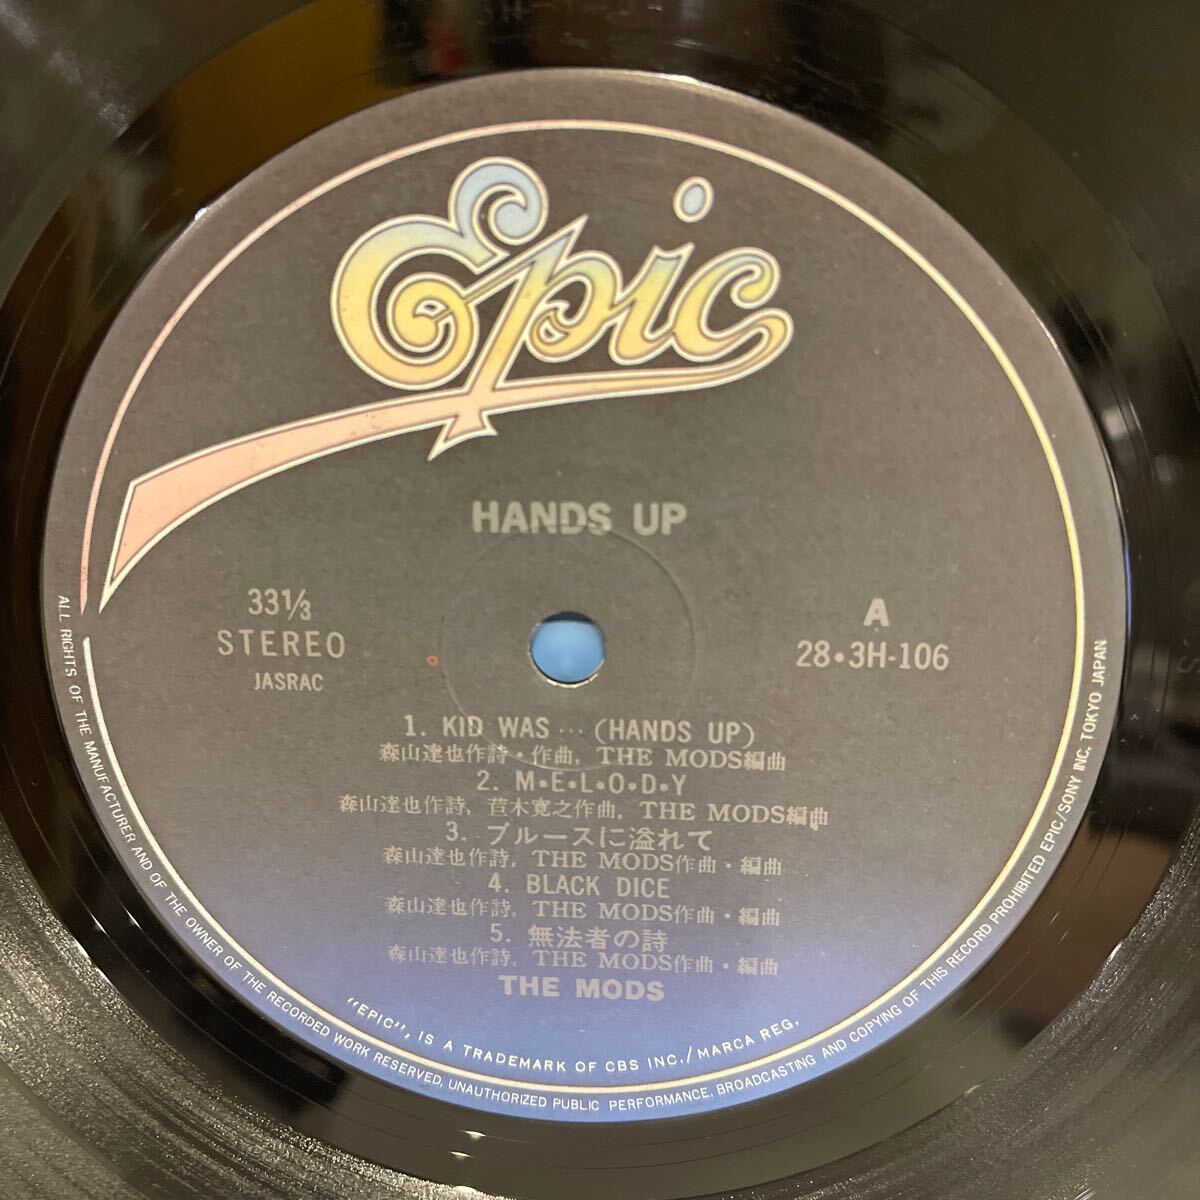 Epic
HANDS UP
33⅓
STEREO
JASRAC
A
28・3H-106
1. KID WAS … (HANDS UP)
森山達也作詩・作曲, THE MODS編曲
2. M・E・L・O・D・Y
森山達也作詩, 苣木寛之作曲, THE MODS編曲
3. ブルースに溢れて
森山達也作詩, THE MODS作曲・編曲
4. BLACK DICE
森山達也作詩, THE MODS作曲・編曲
5. 無法者の詩
森山達也作詩, THE MODS作曲・編曲
THE MODS
"EPIC", IS A TRADEMARK OF CBS INC./MARCA REG.
ALL RIGHTS OF THE MANUFACTURER AND OF THE OWNER OF THE RECORDED WORK RESERVED, UNAUTHORIZED PUBLIC PERFORMANCE, BROADCASTING AND COPYING OF THIS RECORD PROHIBITED EPIC/SONY INC, TOKYO JAPAN